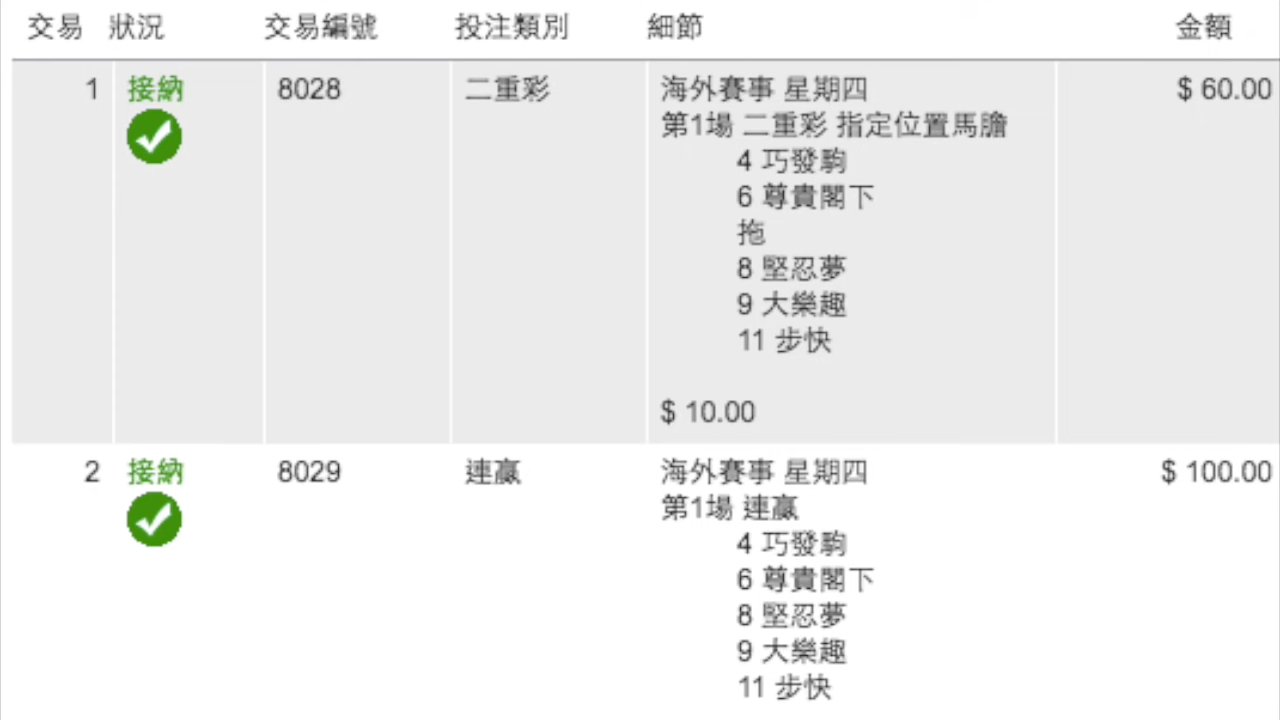 交易 狀況 交易編號 投注類別 細節 金額
1 接納 8028 二重彩 海外賽事 星期四 $ 60.00
第1場 二重彩 指定位置馬膽
4 巧發駒
6 尊貴閣下
拖
8 堅忍夢
9 大樂趣
11 步快
$ 10.00
2 接納 8029 連贏 海外賽事 星期四 $ 100.00
第1場 連贏
4 巧發駒
6 尊貴閣下
8 堅忍夢
9 大樂趣
11 步快